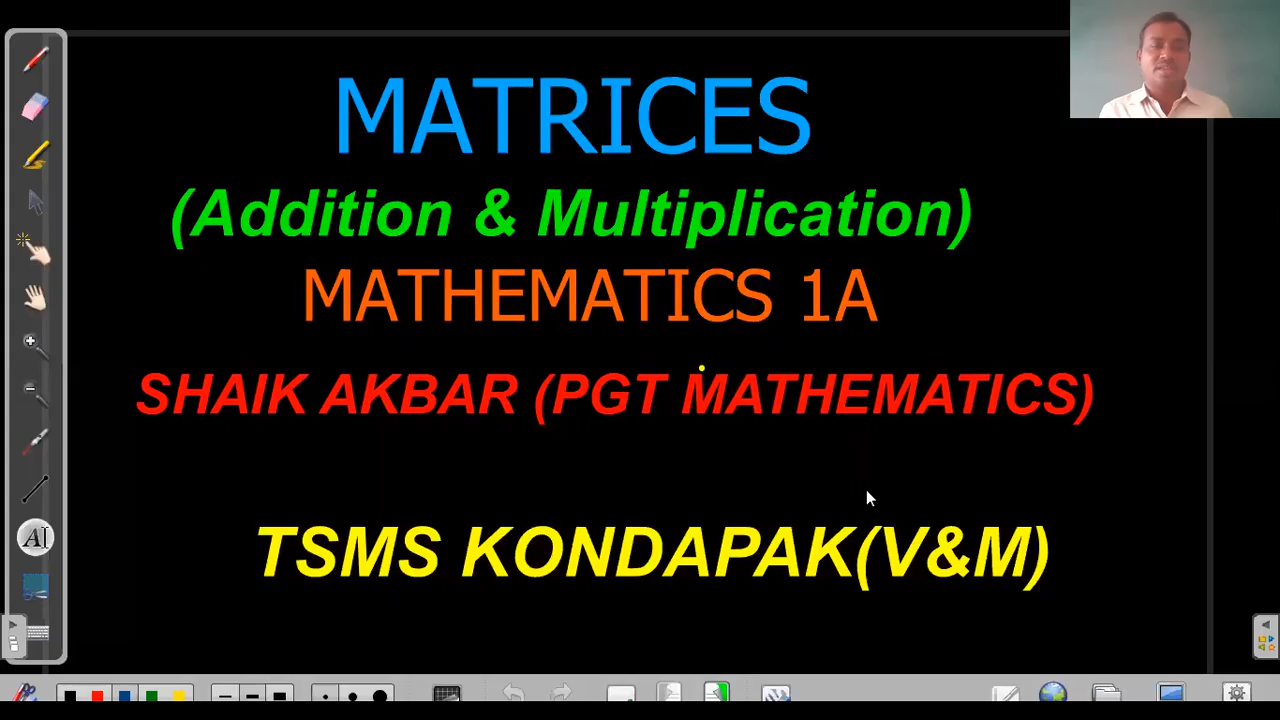 MATRICES
(Addition & Multiplication)
MATHEMATICS 1A
SHAIK AKBAR (PGT MATHEMATICS)
TSMS KONDAPAK(V&M)